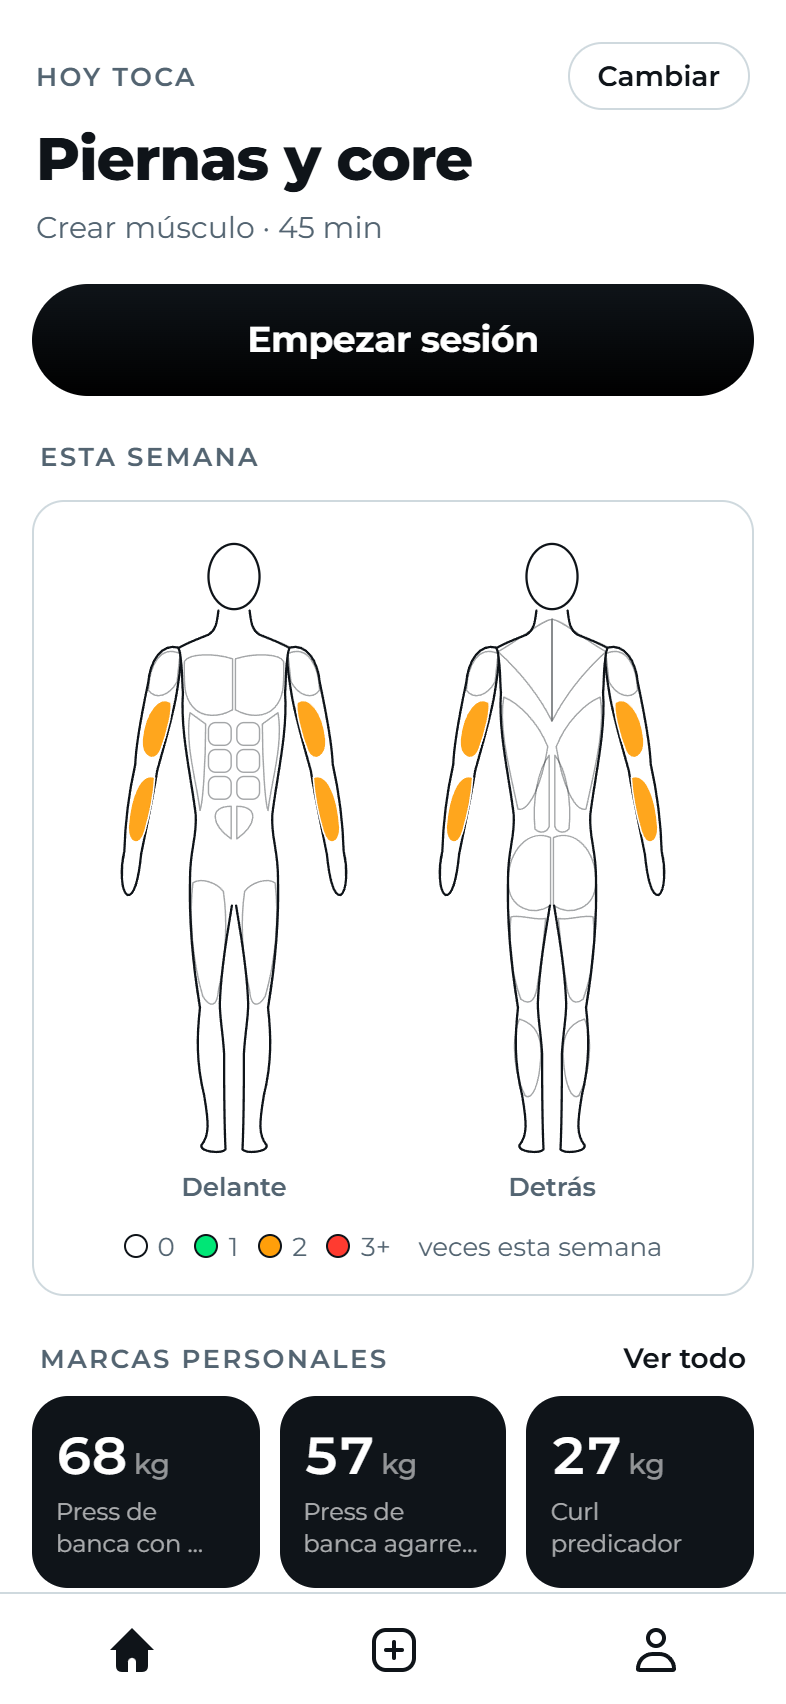 HOY TOCA
Cambiar
Piernas y core
Crear músculo · 45 min
Empezar sesión
ESTA SEMANA
Delante
Detrás
0 1 2 3+ veces esta semana
MARCAS PERSONALES
Ver todo
68 kg
Press de
banca con ...
57 kg
Press de
banca agarre...
27 kg
Curl
predicador